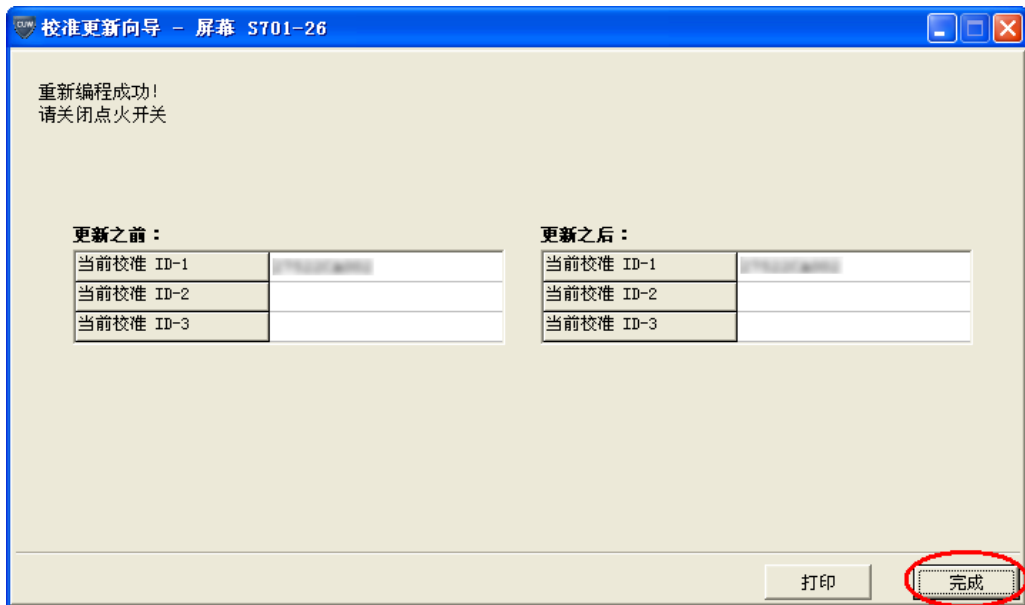 CUW 校准更新向导 - 屏幕 S701-26
重新编程成功!
请关闭点火开关
更新之前：
当前校准 ID-1
当前校准 ID-2
当前校准 ID-3
更新之后：
当前校准 ID-1
当前校准 ID-2
当前校准 ID-3
打印
完成